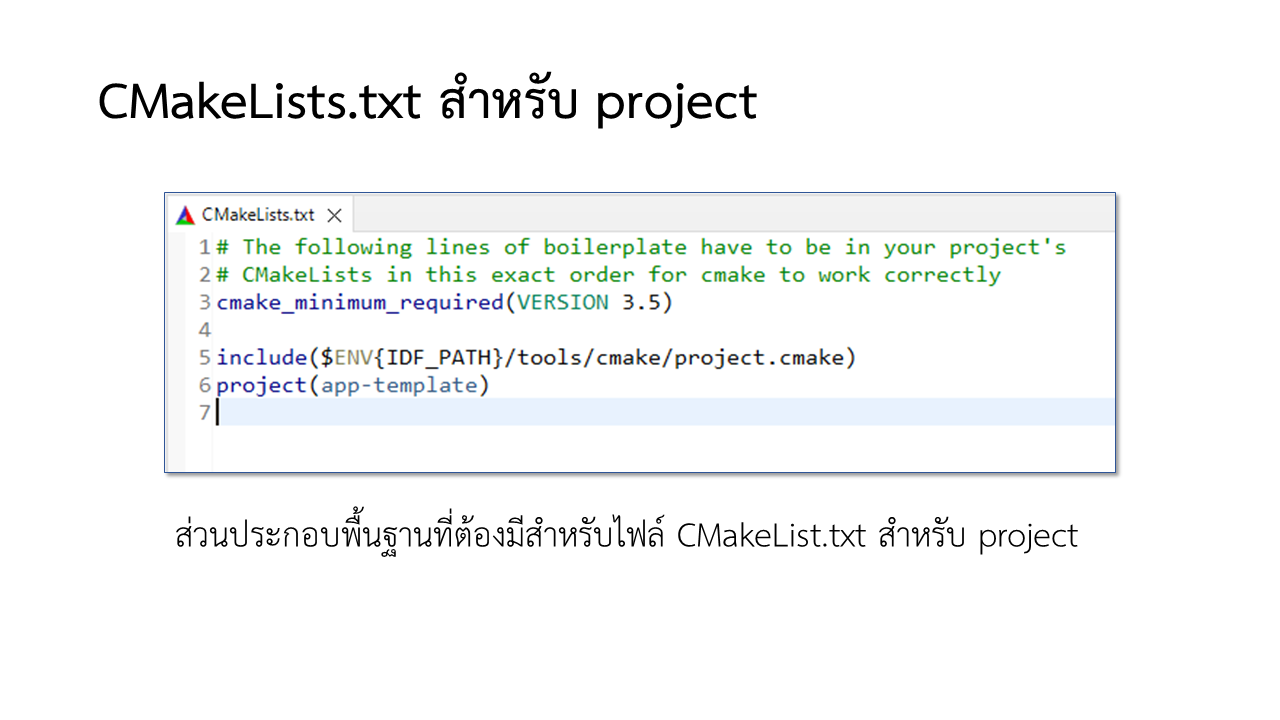 CMakeLists.txt สำหรับ project
CMakeLists.txt
1 # The following lines of boilerplate have to be in your project's
2 # CMakeLists in this exact order for cmake to work correctly
3 cmake_minimum_required(VERSION 3.5)
4
5 include($ENV{IDF_PATH}/tools/cmake/project.cmake)
6 project(app-template)
7
ส่วนประกอบพื้นฐานที่ต้องมีสำหรับไฟล์ CMakeList.txt สำหรับ project